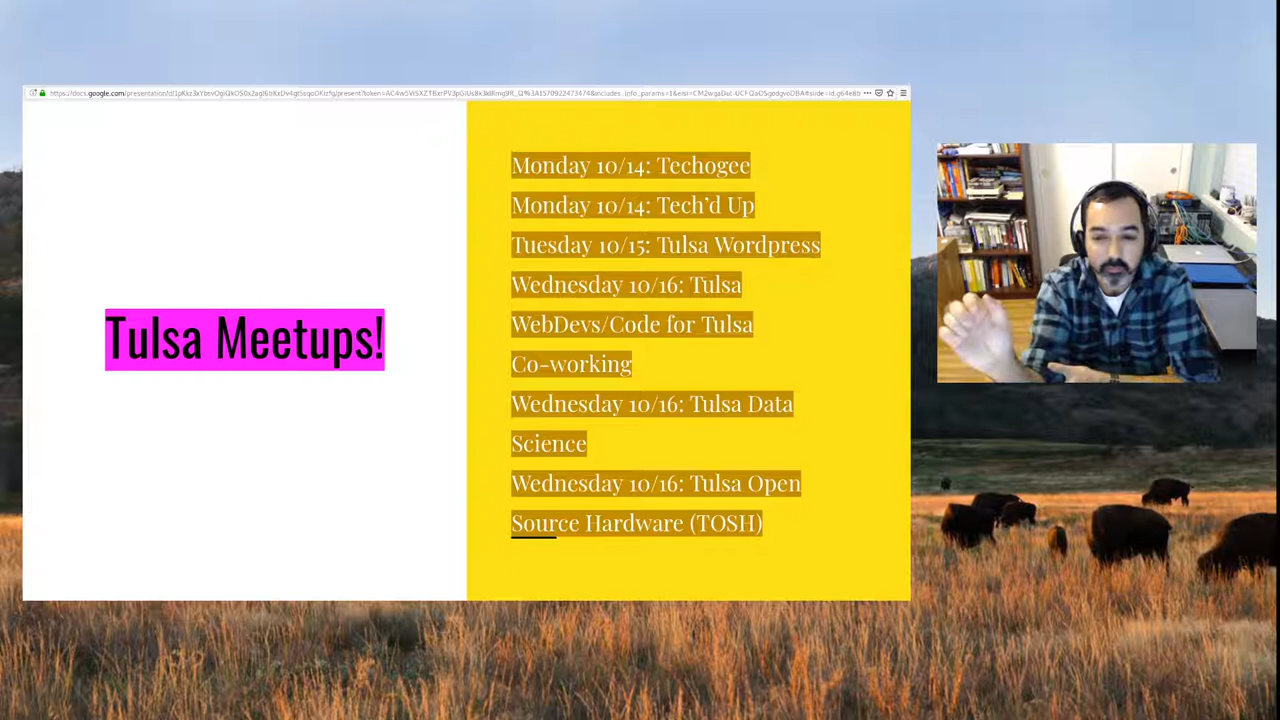 Tulsa Meetups!
Monday 10/14: Techogee
Monday 10/14: Tech’d Up
Tuesday 10/15: Tulsa Wordpress
Wednesday 10/16: Tulsa
WebDevs/Code for Tulsa
Co-working
Wednesday 10/16: Tulsa Data
Science
Wednesday 10/16: Tulsa Open
Source Hardware (TOSH)